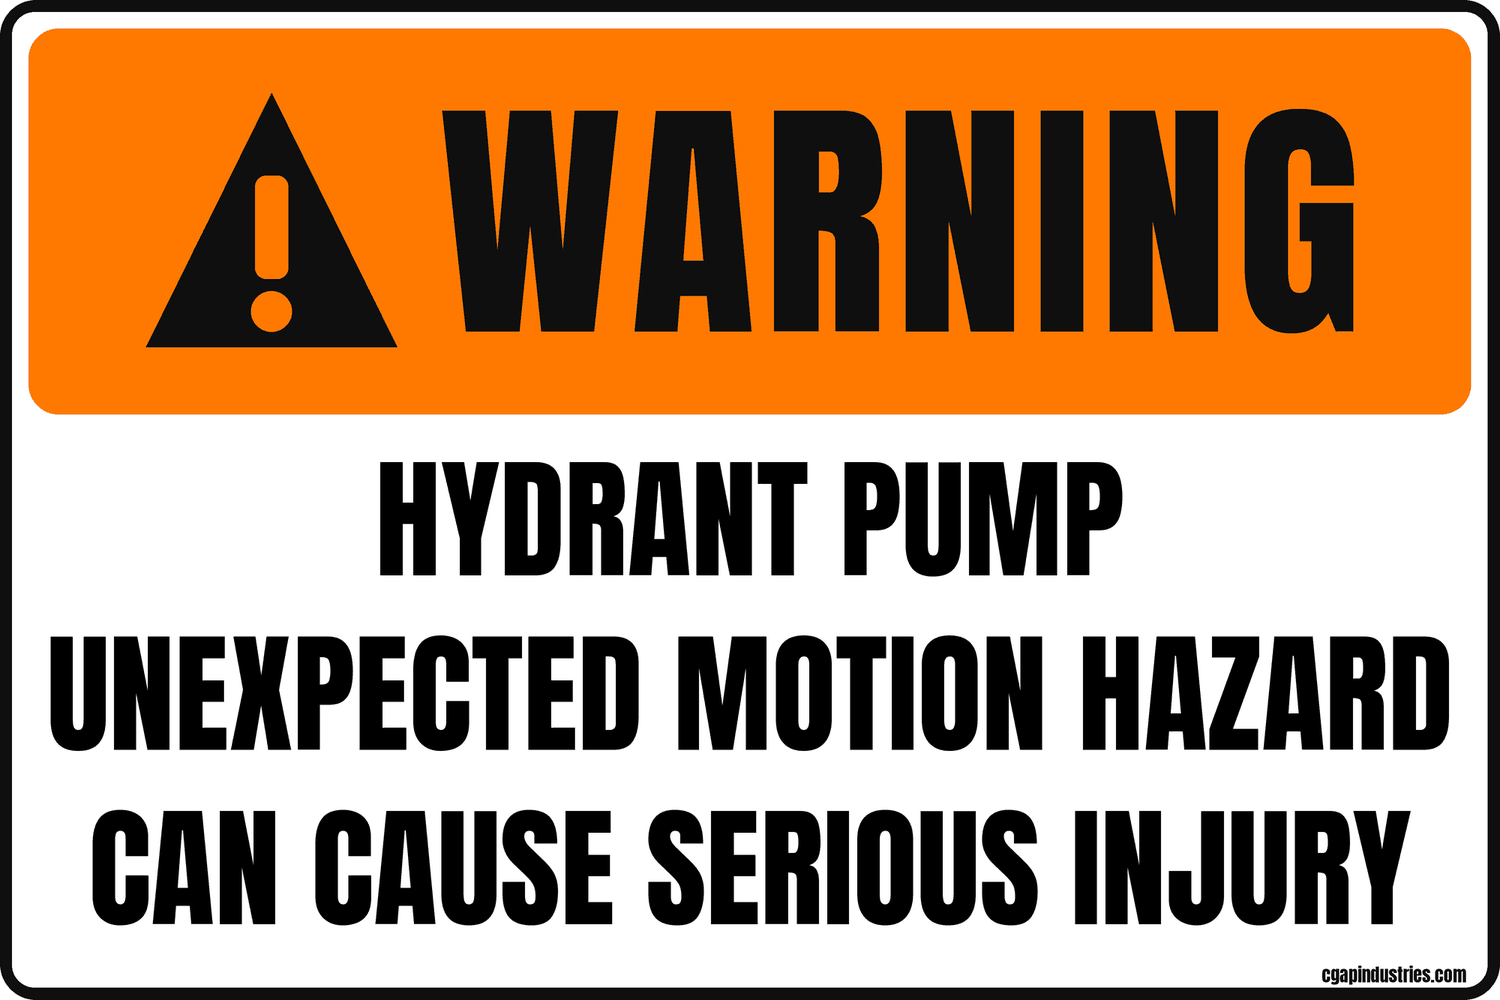 WARNING
HYDRANT PUMP
UNEXPECTED MOTION HAZARD
CAN CAUSE SERIOUS INJURY
cgapindustries.com